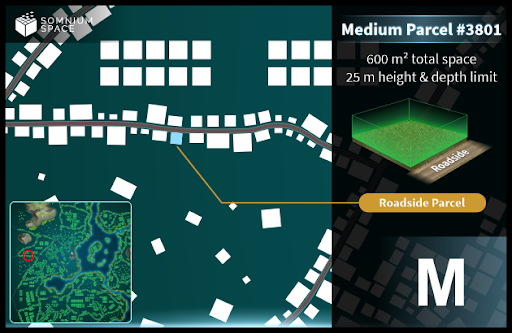 SOMNIUM
SPACE
Medium Parcel #3801
600 m² total space
25 m height & depth limit
Roadside
Roadside Parcel
M